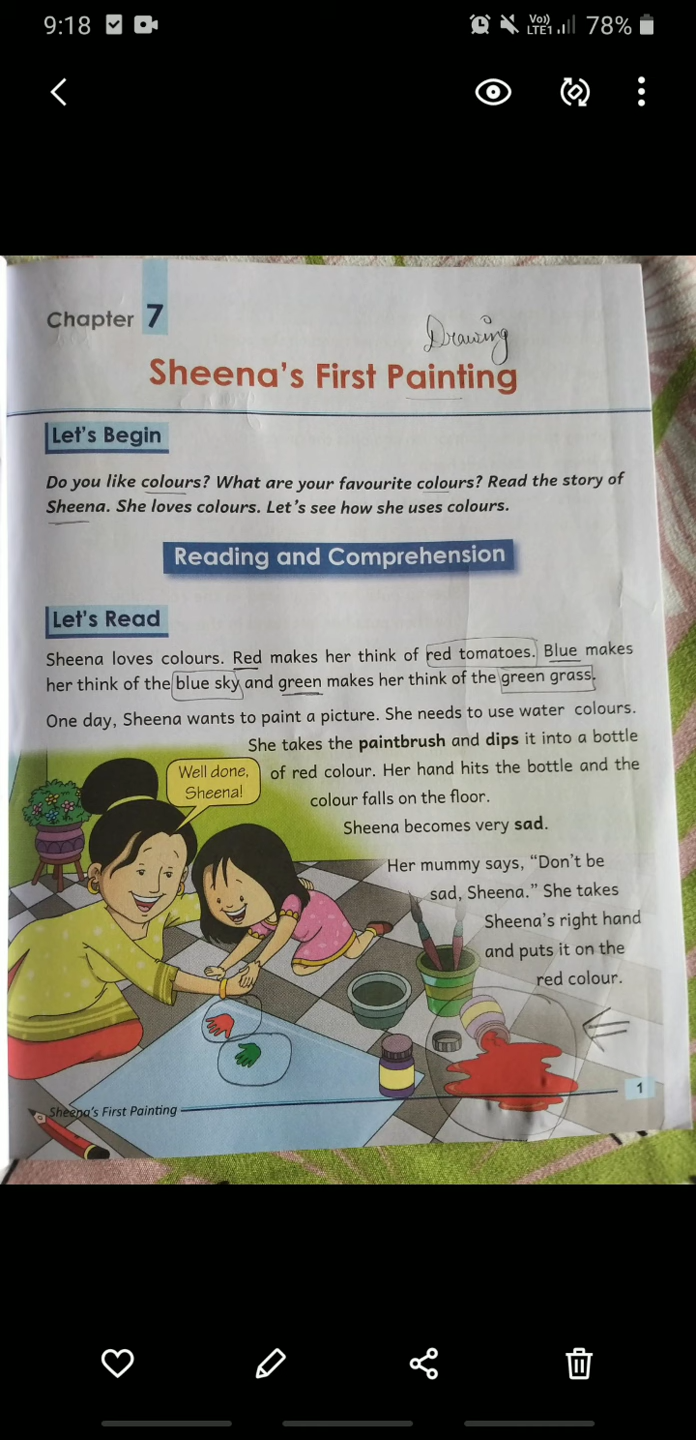 9:18
Vo))
LTE1
78%
Chapter 7
Drawing
Sheena's First Painting
Let's Begin
Do you like colours? What are your favourite colours? Read the story of
Sheena. She loves colours. Let's see how she uses colours.
Reading and Comprehension
Let's Read
Sheena loves colours. Red makes her think of red tomatoes. Blue makes
her think of the blue sky and green makes her think of the green grass.
One day, Sheena wants to paint a picture. She needs to use water colours.
She takes the paintbrush and dips it into a bottle
of red colour. Her hand hits the bottle and the
colour falls on the floor.
Sheena becomes very sad.
Well done,
Sheena!
Her mummy says, "Don't be
sad, Sheena." She takes
Sheena's right hand
and puts it on the
red colour.
Sheena's First Painting
1